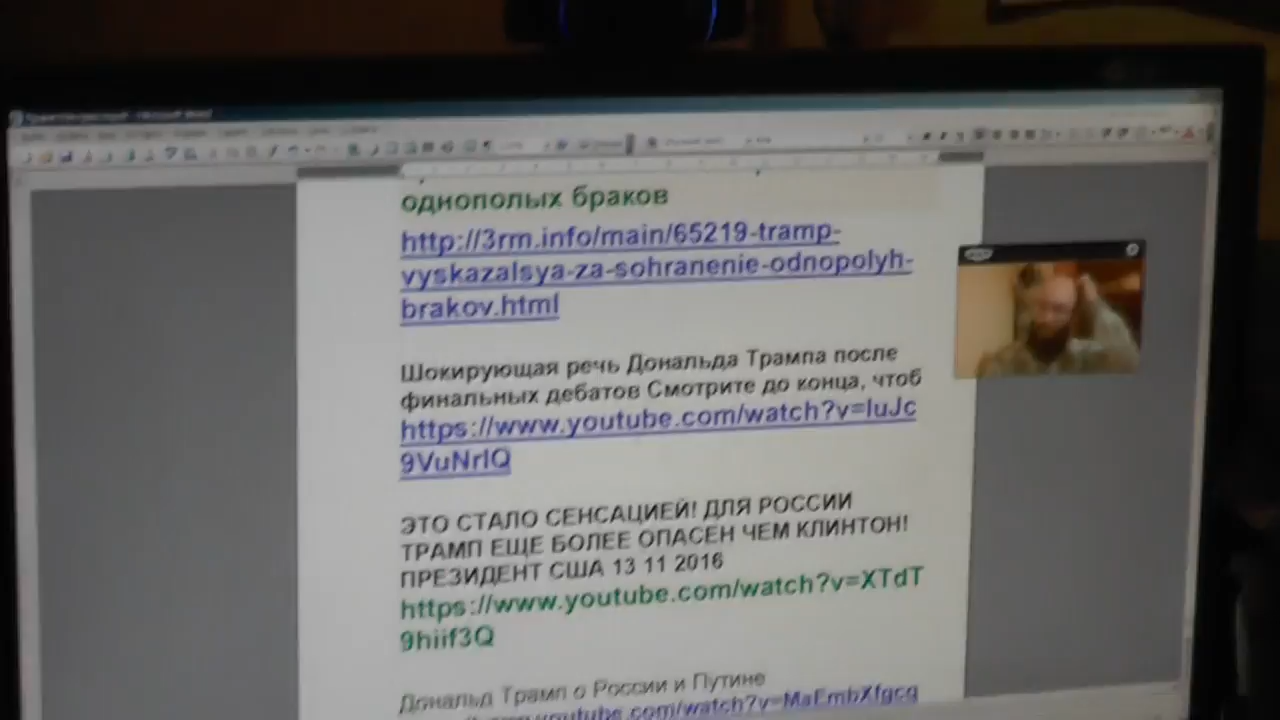 однополых браков
http://3rm.info/main/65219-tramp-
vyskazalsya-za-sohranenie-odnopolyh-
brakov.html
Шокирующая речь Дональда Трампа после
финальных дебатов Смотрите до конца, чтоб
https://www.youtube.com/watch?v=IuJc
9VuNrlQ
ЭТО СТАЛО СЕНСАЦИЕЙ! ДЛЯ РОССИИ
ТРАМП ЕЩЕ БОЛЕЕ ОПАСЕН ЧЕМ КЛИНТОН!
ПРЕЗИДЕНТ США 13 11 2016
https://www.youtube.com/watch?v=XTdT
9hiif3Q
Дональд Трамп о России и Путине